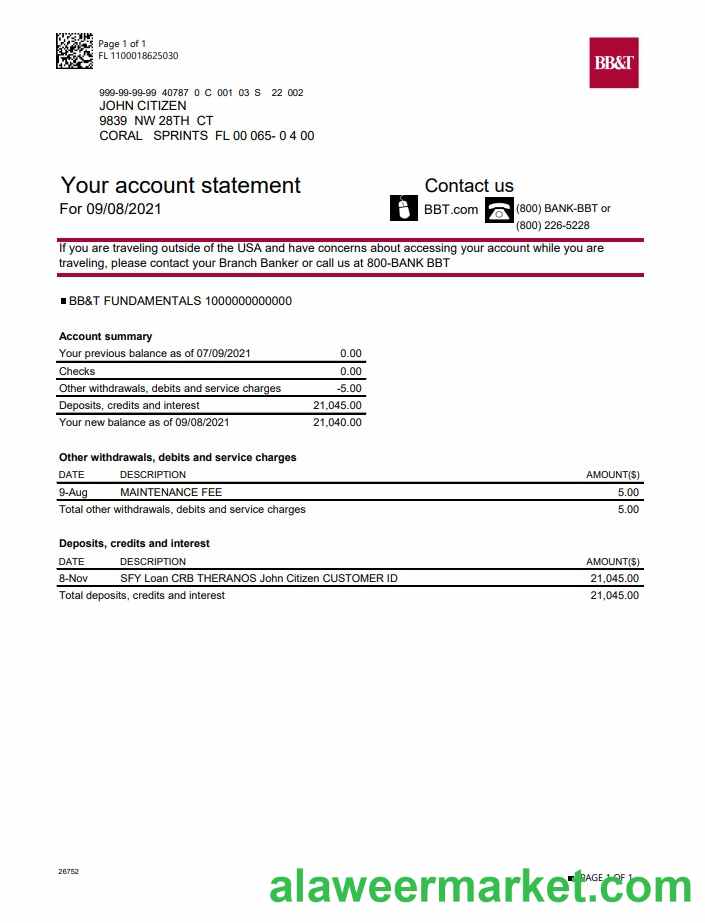 Page 1 of 1
FL 1100018625030
BB&T
999-99-99-99 40787 0 C 001 03 S 22 002
JOHN CITIZEN
9839 NW 28TH CT
CORAL SPRINTS FL 00 065- 0 4 00
Your account statement
For 09/08/2021
Contact us
BBT.com
(800) BANK-BBT or
(800) 226-5228
If you are traveling outside of the USA and have concerns about accessing your account while you are
traveling, please contact your Branch Banker or call us at 800-BANK BBT
BB&T FUNDAMENTALS 1000000000000
Account summary
Your previous balance as of 07/09/2021 0.00
Checks 0.00
Other withdrawals, debits and service charges -5.00
Deposits, credits and interest 21,045.00
Your new balance as of 09/08/2021 21,040.00
Other withdrawals, debits and service charges
DATE DESCRIPTION AMOUNT($)
9-Aug MAINTENANCE FEE 5.00
Total other withdrawals, debits and service charges 5.00
Deposits, credits and interest
DATE DESCRIPTION AMOUNT($)
8-Nov SFY Loan CRB THERANOS John Citizen CUSTOMER ID 21,045.00
Total deposits, credits and interest 21,045.00
26752
PAGE 1 OF 1
alaweermarket.com